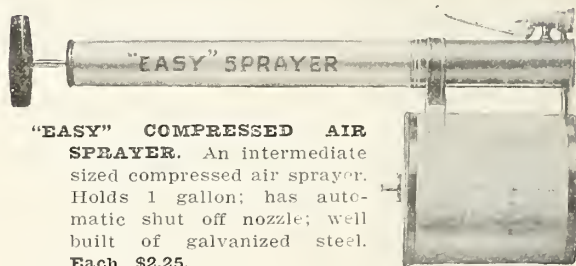 "EASY" SPRAYER
"EASY" COMPRESSED AIR
SPRAYER. An intermediate
sized compressed air sprayer.
Holds 1 gallon; has auto-
matic shut off nozzle; well
built of galvanized steel.
Each $2.25.